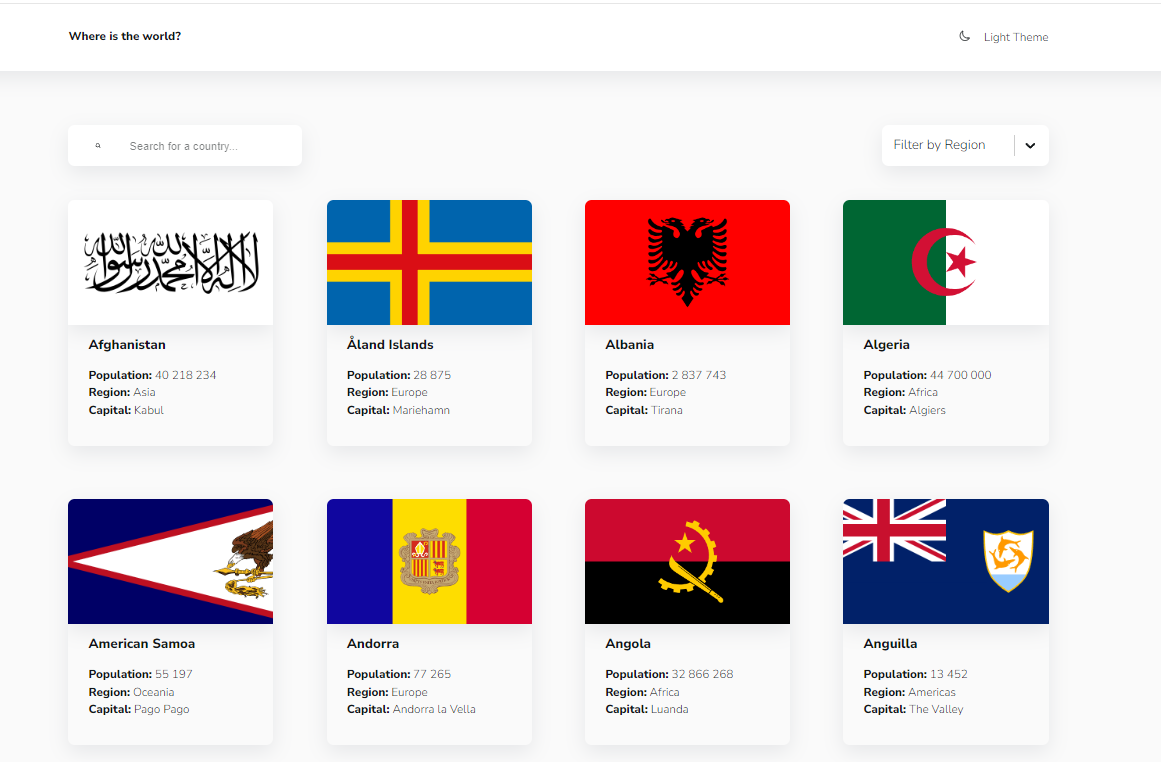 Where is the world?
Light Theme
Search for a country...
Filter by Region
لا إله إلا الله محمد رسول الله
Afghanistan
Population: 40 218 234
Region: Asia
Capital: Kabul
Åland Islands
Population: 28 875
Region: Europe
Capital: Mariehamn
Albania
Population: 2 837 743
Region: Europe
Capital: Tirana
Algeria
Population: 44 700 000
Region: Africa
Capital: Algiers
American Samoa
Population: 55 197
Region: Oceania
Capital: Pago Pago
Andorra
Population: 77 265
Region: Europe
Capital: Andorra la Vella
Angola
Population: 32 866 268
Region: Africa
Capital: Luanda
Anguilla
Population: 13 452
Region: Americas
Capital: The Valley